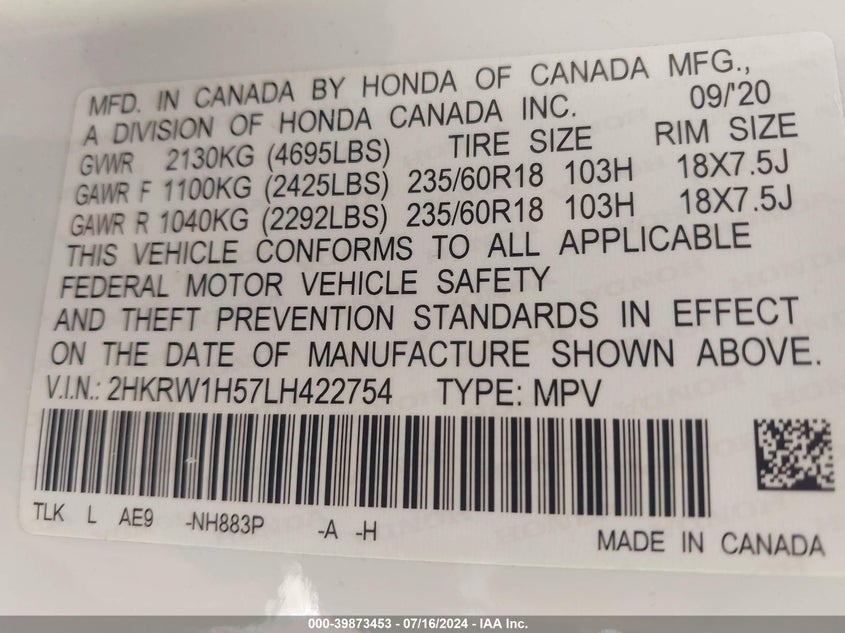 MFD. IN CANADA BY HONDA OF CANADA MFG.,
A DIVISION OF HONDA CANADA INC. 09/'20
GVWR 2130KG (4695LBS) TIRE SIZE RIM SIZE
GAWR F 1100KG (2425LBS) 235/60R18 103H 18X7.5J
GAWR R 1040KG (2292LBS) 235/60R18 103H 18X7.5J
THIS VEHICLE CONFORMS TO ALL APPLICABLE
FEDERAL MOTOR VEHICLE SAFETY
AND THEFT PREVENTION STANDARDS IN EFFECT
ON THE DATE OF MANUFACTURE SHOWN ABOVE.
V.I.N.: 2HKRW1H57LH422754 TYPE: MPV
TLK L AE9 -NH883P -A -H
MADE IN CANADA
000-39873453 - 07/16/2024 - IAA Inc.